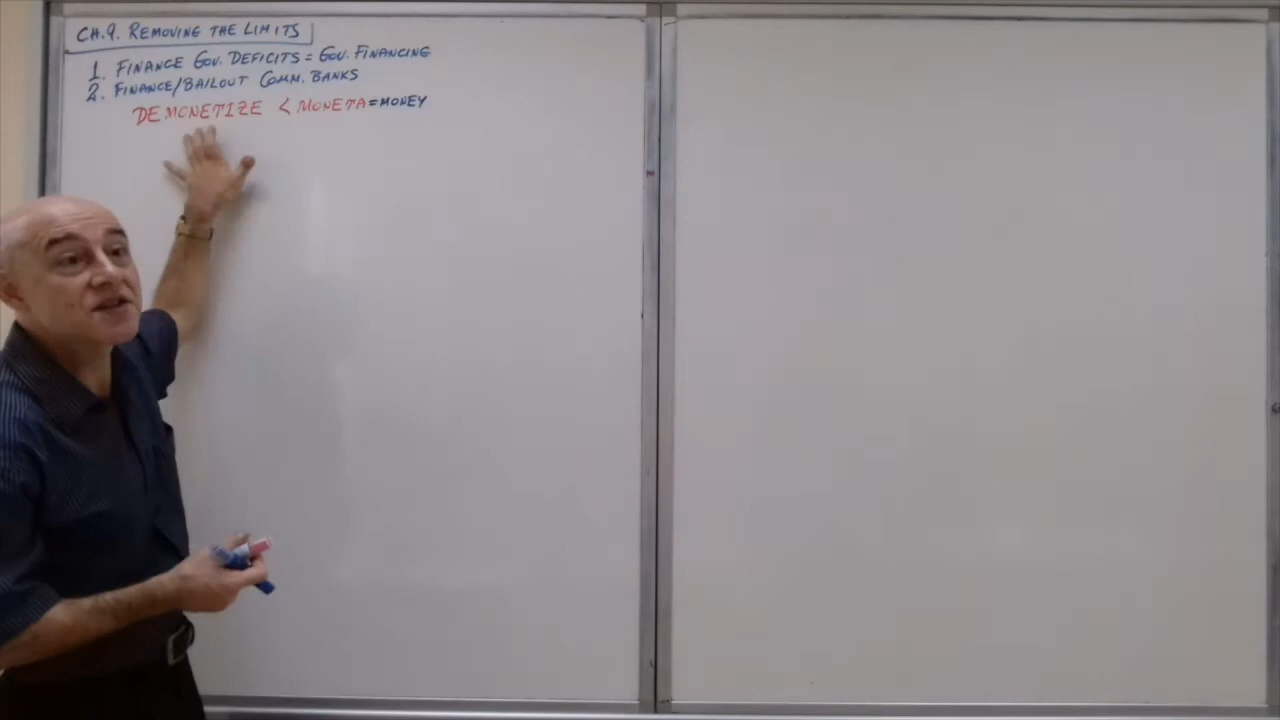 CH.9. REMOVING THE LIMITS
1. FINANCE GOV. DEFICITS = GOV. FINANCING
2. FINANCE/BAILOUT COMM. BANKS
DEMONETIZE < MONETA = MONEY